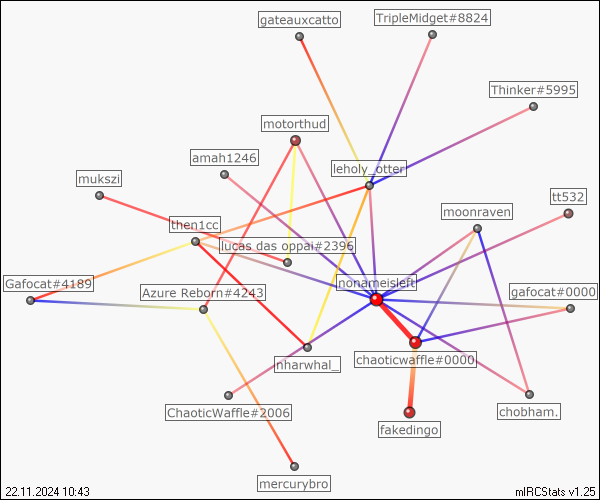 gateauxcatto
TripleMidget#8824
Thinker#5995
motorthud
amah1246
leholy_otter
mukszi
tt532
moonraven
then1cc
lucas das oppai#2396
nonameisleft
Gafocat#4189
Azure Reborn#4243
gafocat#0000
nharwhal_
chaoticwaffle#0000
ChaoticWaffle#2006
chobham.
fakedingo
mercurybro
22.11.2024 10:43
mIRCStats v1.25